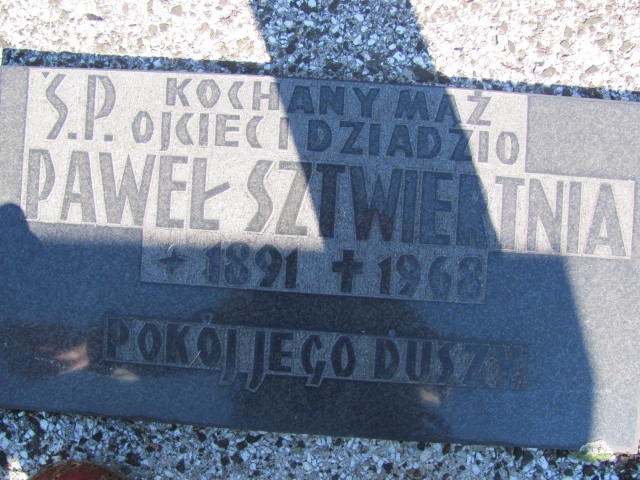 Ś.P. KOCHANY MĄŻ
OJCIEC I DZIADZIO
PAWEŁ SZTWIERTNIA
* 1891 ✝ 1968
POKÓJ JEGO DUSZY